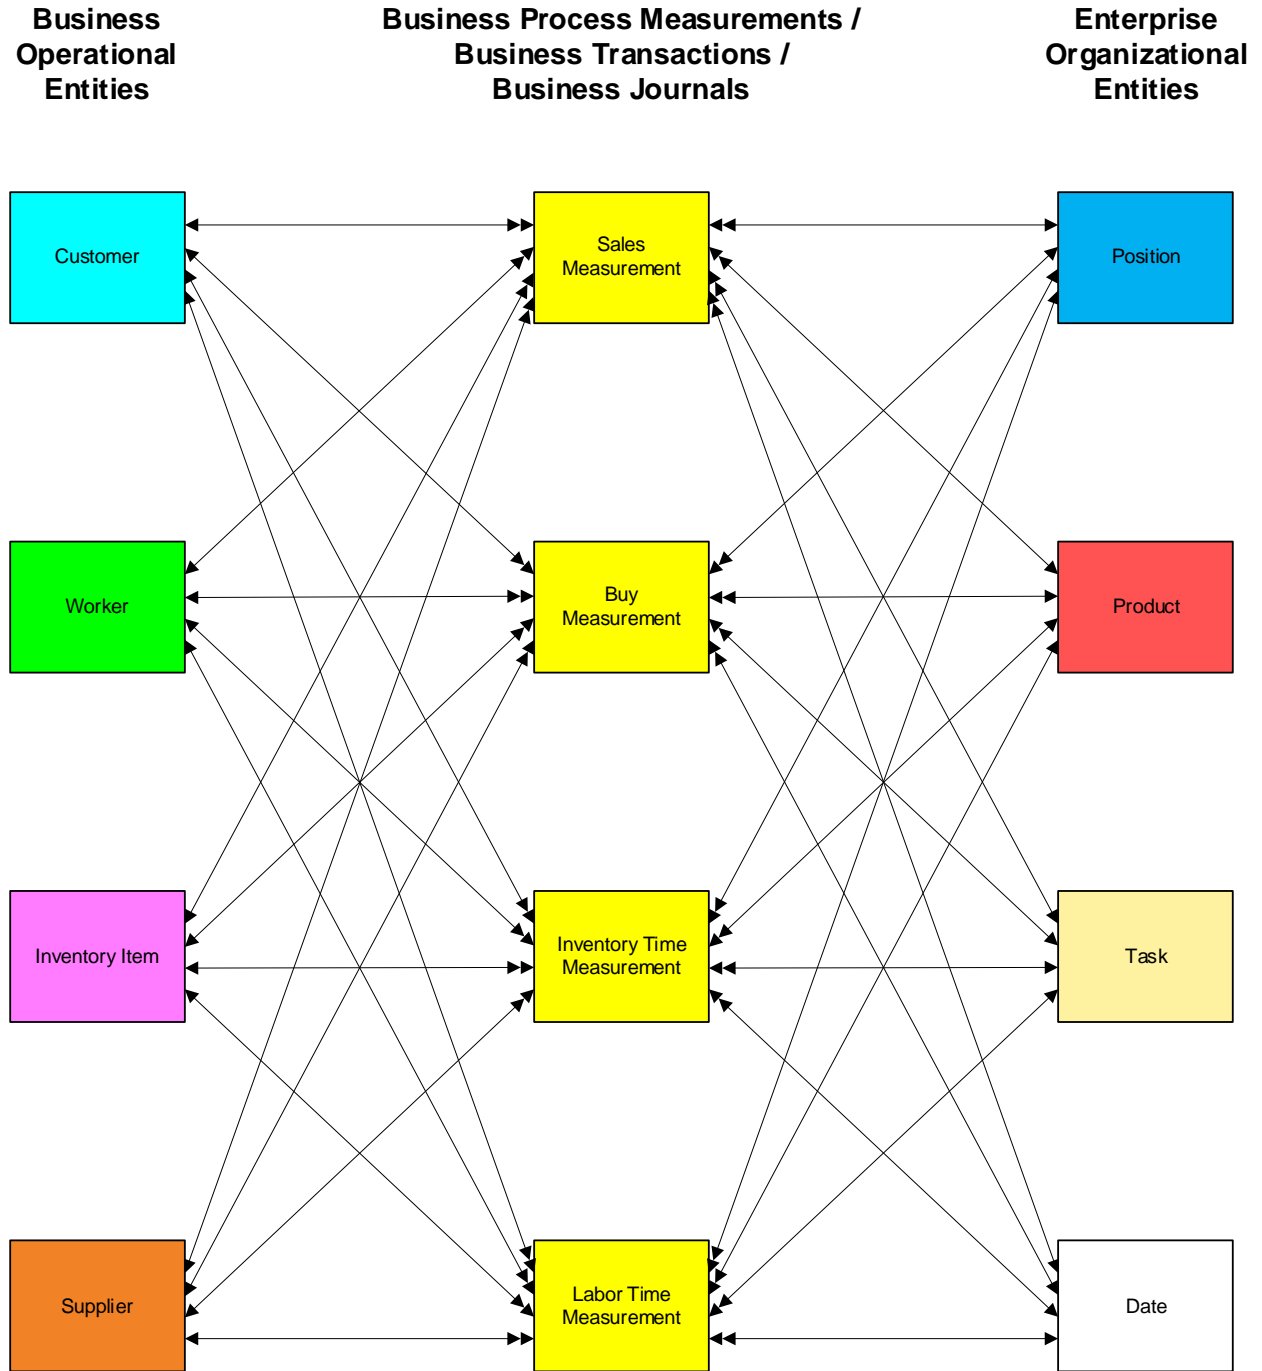 Business
Operational
Entities
Business Process Measurements /
Business Transactions /
Business Journals
Enterprise
Organizational
Entities
Customer
Sales
Measurement
Position
Worker
Buy
Measurement
Product
Inventory Item
Inventory Time
Measurement
Task
Supplier
Labor Time
Measurement
Date